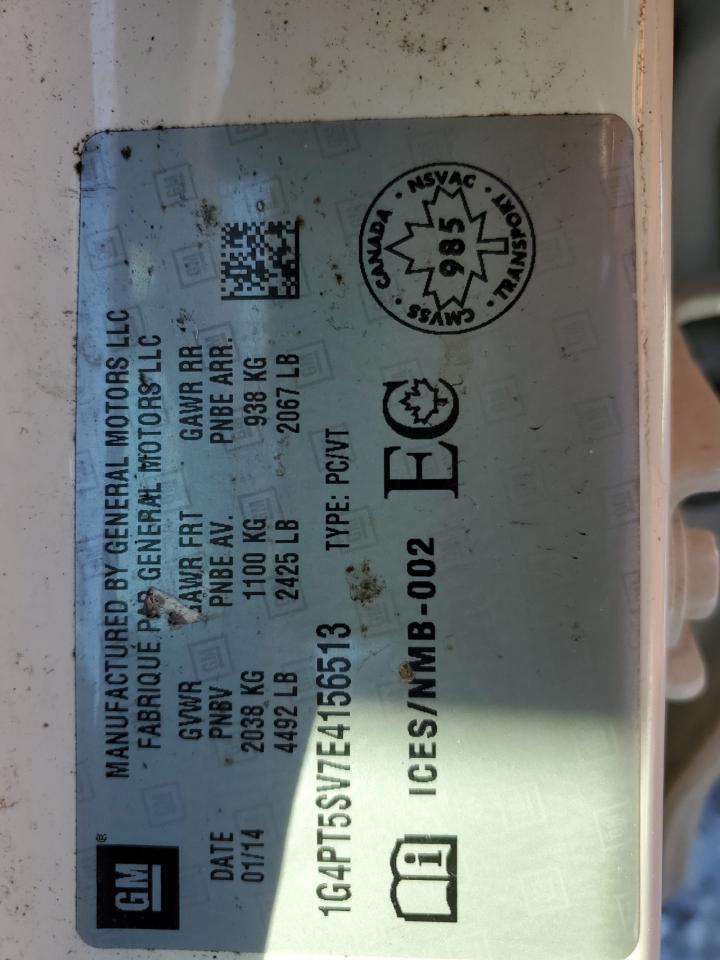 GM®
MANUFACTURED BY GENERAL MOTORS LLC
FABRIQUÉ PAR GENERAL MOTORS LLC
DATE GVWR GAWR FRT GAWR RR
01/14 PNBV PNBE AV. PNBE ARR.
2038 KG 1100 KG 938 KG
4492 LB 2425 LB 2067 LB
1G4PT5SV7E4156513 TYPE: PC/VT
ICES/NMB-002 EC
CANADA · NSVAC · TRANSPORT · CMVSS ·
985